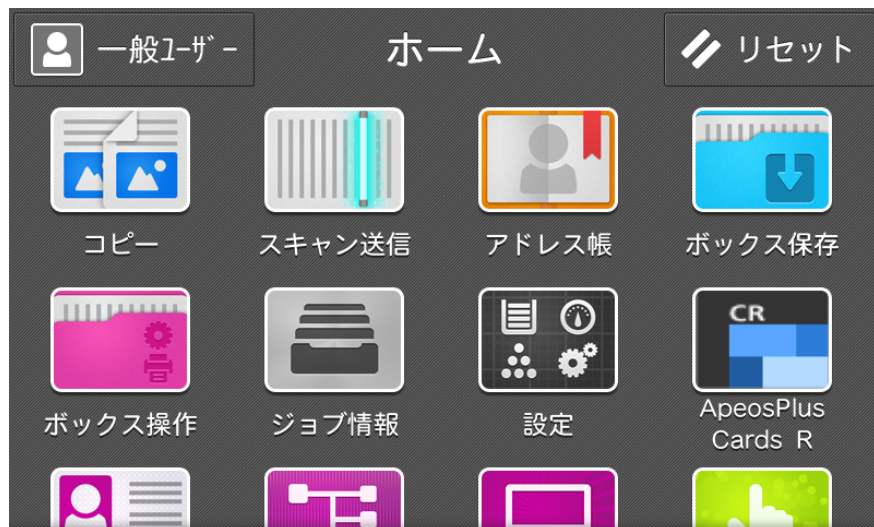 一般ﾕｰｻﾞｰ
ホーム
リセット
コピー
スキャン送信
アドレス帳
ボックス保存
ボックス操作
ジョブ情報
設定
CR
ApeosPlus
Cards R